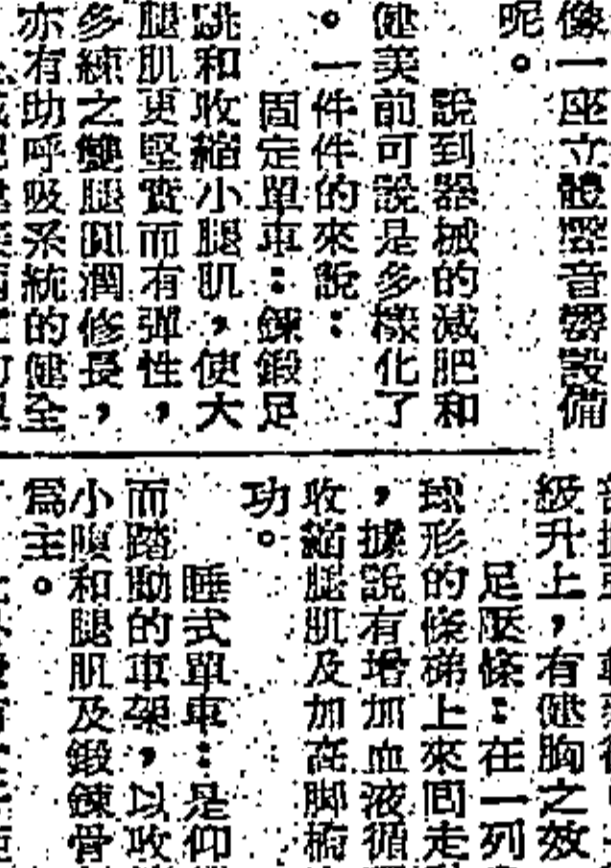 像一座立體聲音響設備
呢。
說到器械的減肥和
健美前可說是多樣化了
。一件件的來說：
固定單車：鍊鍛足
跳和收縮小腿肌，使大
腿肌更堅實而有彈性，
多練之雙腿圓潤修長，
亦有助呼吸系統的健全
級升上，有健胸之效
足壓條：在一列
球形的條梯上來回走
，據說有增加血液循
收縮腿肌及加高脚
功。
睡式單車：是仰
而踏動的車架，以收
小腹和腿肌及鍛鍊骨
為主。